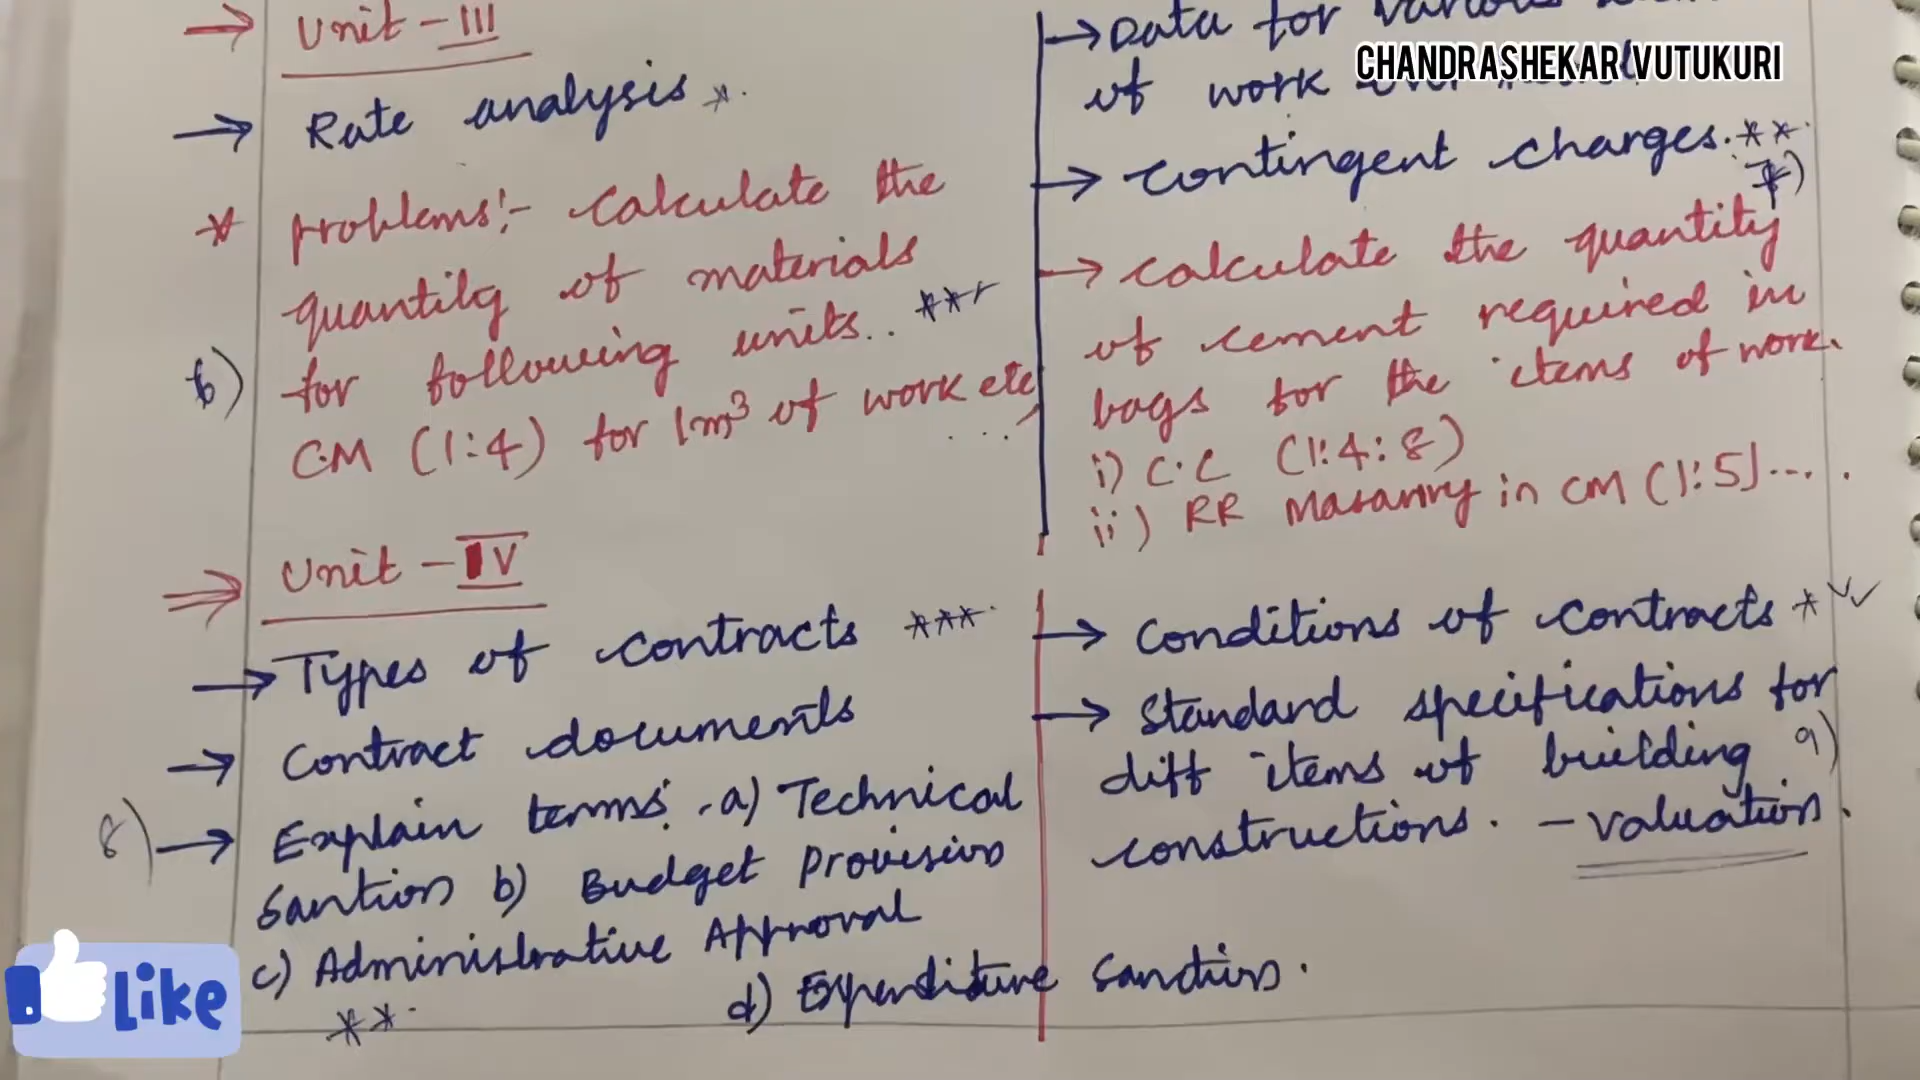 → Unit - III
→ Rate analysis *.
* problems:- Calculate the
quantity of materials
for following units.. ***
6)
CM (1:4) for 1m³ of work etc
....
→ Data for various
of work
CHANDRASHEKAR VUTUKURI
→ Contingent charges. **
7)
→ Calculate the quantity
of cement required in
bags for the items of work.
i) C.C (1:4:8)
ii) RR Masanry in CM (1:5)....
⇒ Unit - IV
→ Types of contracts ***
→ Contract documents
8) → Explain terms: a) Technical
Santion b) Budget Provision
c) Administrative Approval
**
d) Expenditure Sanction.
→ Conditions of contracts *
→ Standard specifications for
diff items of building 9)
constructions. - Valuation.
Like